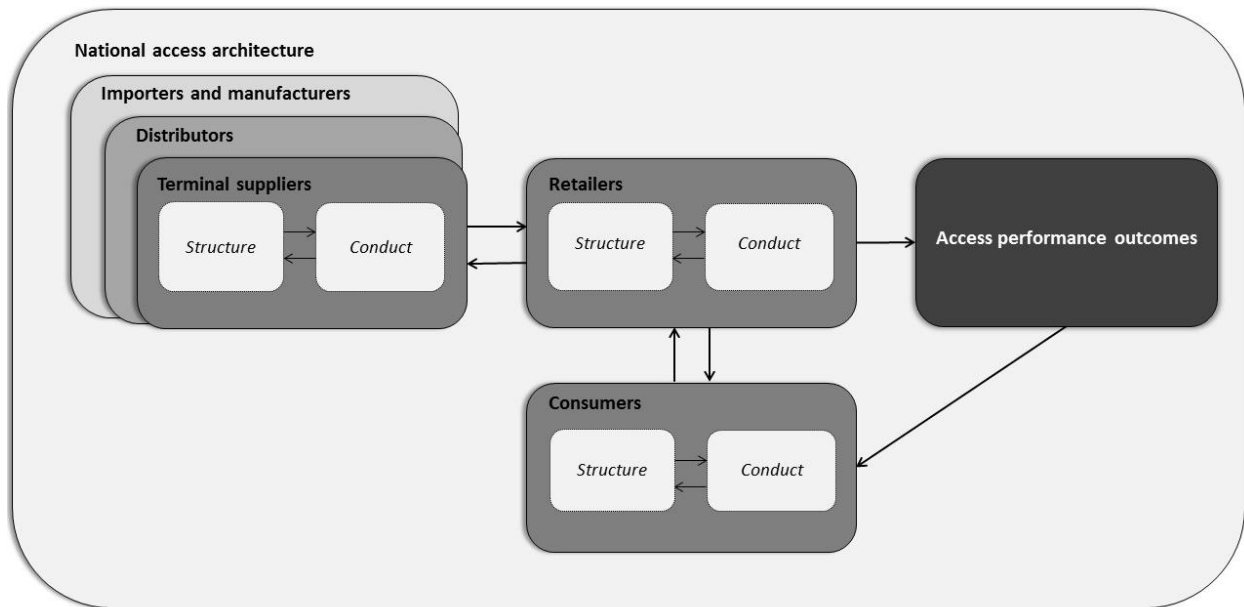 National access architecture
Importers and manufacturers
Distributors
Terminal suppliers
Structure
Conduct
Retailers
Structure
Conduct
Access performance outcomes
Consumers
Structure
Conduct